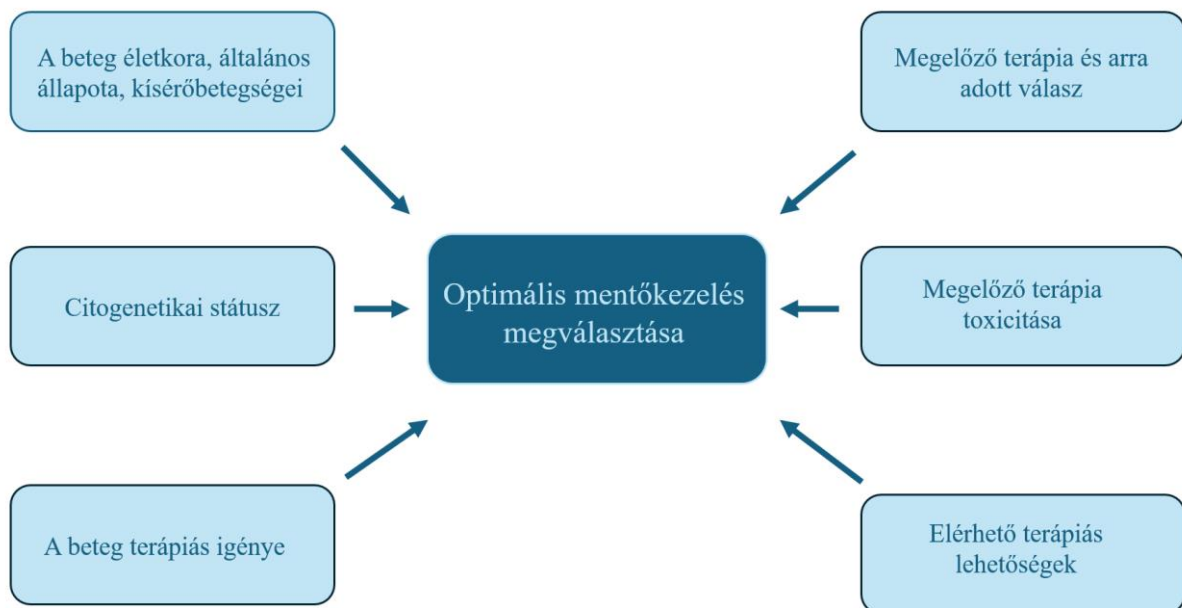 A beteg életkora, általános
állapota, kísérőbetegségei
Megelőző terápia és arra
adott válasz
Citogenetikai státusz
Optimális mentőkezelés
megválasztása
Megelőző terápia
toxicitása
A beteg terápiás igénye
Elérhető terápiás
lehetőségek